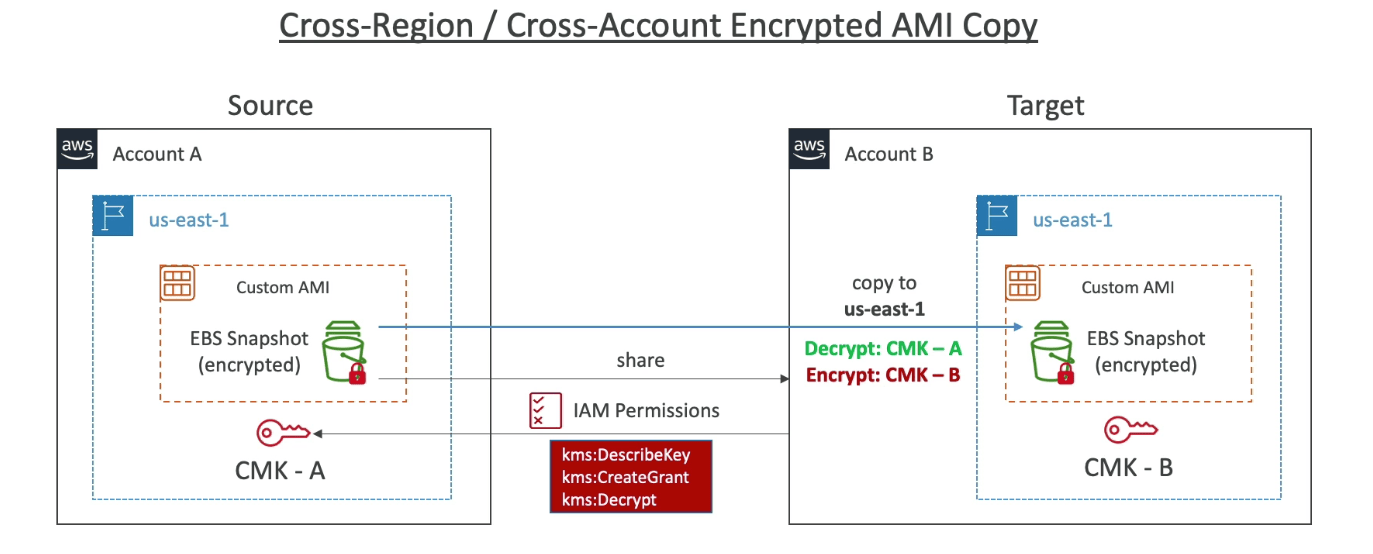 Cross-Region / Cross-Account Encrypted AMI Copy
Source
Target
aws
Account A
aws
Account B
us-east-1
us-east-1
Custom AMI
EBS Snapshot
(encrypted)
copy to
us-east-1
Custom AMI
EBS Snapshot
(encrypted)
Decrypt: CMK – A
Encrypt: CMK – B
share
IAM Permissions
kms:DescribeKey
kms:CreateGrant
kms:Decrypt
CMK - A
CMK - B